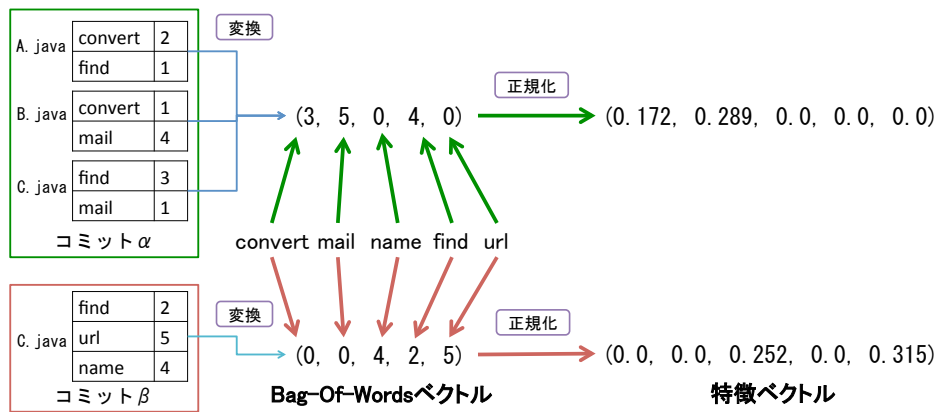 A. java
convert 2
find 1
B. java
convert 1
mail 4
C. java
find 3
mail 1
コミットα
変換
(3, 5, 0, 4, 0)
正規化
(0.172, 0.289, 0.0, 0.0, 0.0)
convert mail name find url
C. java
find 2
url 5
name 4
コミットβ
変換
(0, 0, 4, 2, 5)
正規化
(0.0, 0.0, 0.252, 0.0, 0.315)
Bag-Of-Wordsベクトル
特徴ベクトル